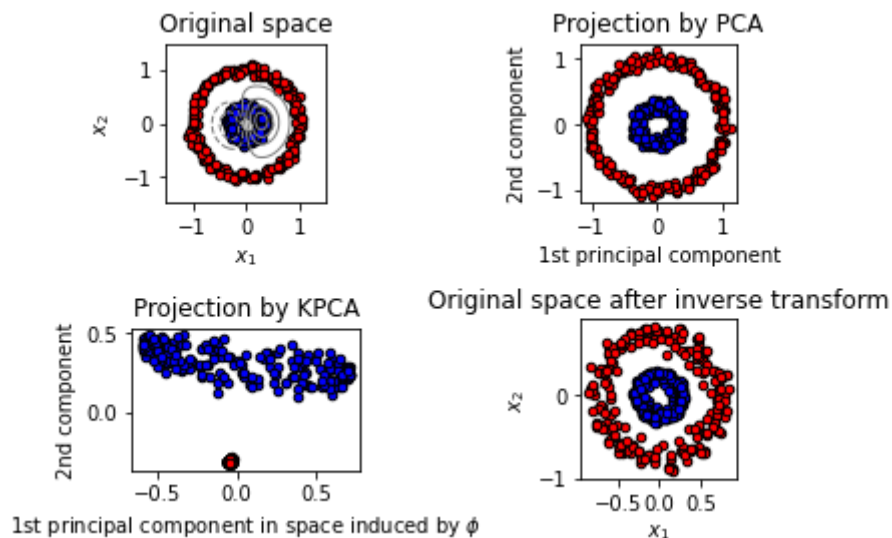 Original space
x₂
1
0
−1
−1
0
1
x₁
Projection by PCA
2nd component
1
0
−1
−1
0
1
1st principal component
Projection by KPCA
2nd component
0.5
0.0
−0.5
0.0
0.5
1st principal component in space induced by ϕ
Original space after inverse transform
x₂
0
−1
−0.5
0.0
0.5
x₁